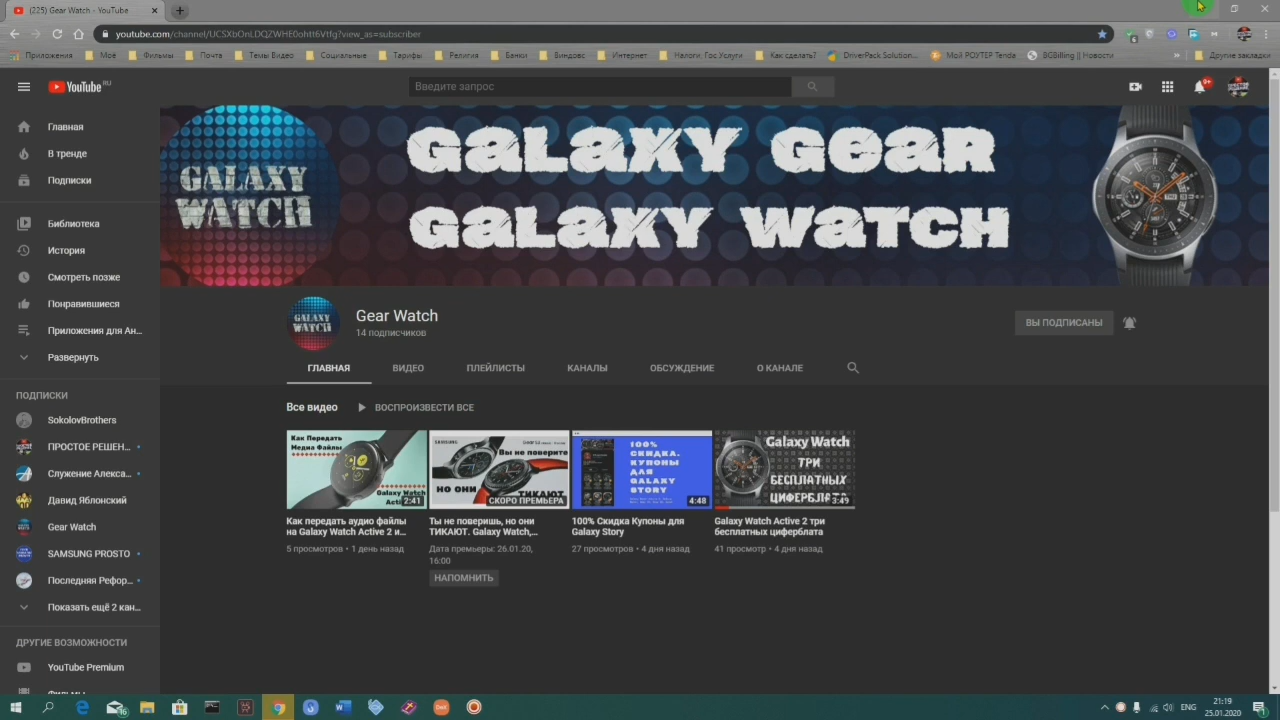 (225) Gear Watch - YouTube
youtube.com/channel/UCSXbOnLDQZWHE0ohtt6Vtfg?view_as=subscriber
Приложения Моё Фильмы Почта Темы Видео Социальные Тарифы Религия Банки Виндовс Интернет Налоги, Гос.Услуги Как сделать? DriverPack Solution... Мой РОУТЕР Tenda BGBilling || Новости » Другие закладки
YouTube RU
Введите запрос
9+
Главная
В тренде
Подписки
Библиотека
История
Смотреть позже
Понравившиеся
Приложения для Ан...
Развернуть
ПОДПИСКИ
SokolovBrothers
ПРОСТОЕ РЕШЕН...
Служение Алекса...
Давид Яблонский
Gear Watch
SAMSUNG PROSTO
Последняя Рефор...
Показать ещё 2 кан...
ДРУГИЕ ВОЗМОЖНОСТИ
YouTube Premium
Фильмы
GALAXY
WATCH
GALAXY GEAR
GALAXY WATCH
GALAXY
WATCH
Gear Watch
14 подписчиков
ВЫ ПОДПИСАНЫ
ГЛАВНАЯ ВИДЕО ПЛЕЙЛИСТЫ КАНАЛЫ ОБСУЖДЕНИЕ О КАНАЛЕ
Все видео ВОСПРОИЗВЕСТИ ВСЕ
Как Передать
Медиа Файлы
Galaxy Watch
Acti
2:41
Как передать аудио файлы
на Galaxy Watch Active 2 и...
5 просмотров • 1 день назад
SAMSUNG
Вы не поверите
НО ОНИ
ТИКАЮТ
СКОРО ПРЕМЬЕРА
Ты не поверишь, но они
ТИКАЮТ. Galaxy Watch,...
Дата премьеры: 26.01.20,
16:00
НАПОМНИТЬ
100%
СКИДКА.
КУПОНЫ
ДЛЯ
GALAXY
STORY
4:48
100% Скидка Купоны для
Galaxy Story
27 просмотров • 4 дня назад
Galaxy Watch
ТРИ
БЕСПЛАТНЫХ
ЦИФЕРБЛАТА
3:49
Galaxy Watch Active 2 три
бесплатных циферблата
41 просмотр • 4 дня назад
ENG
21:19
25.01.2020